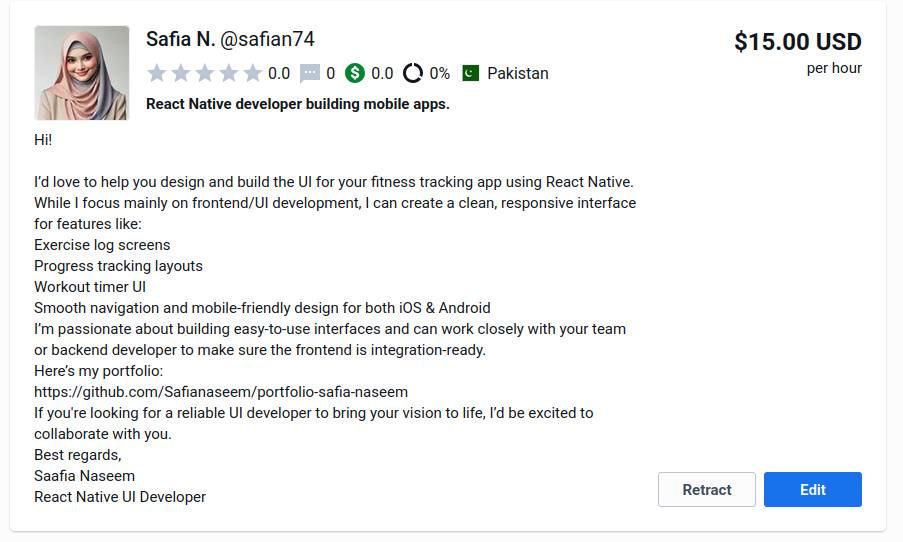 Safia N. @safian74
$15.00 USD
per hour
0.0 0 0.0 0% Pakistan
React Native developer building mobile apps.
Hi!
I’d love to help you design and build the UI for your fitness tracking app using React Native.
While I focus mainly on frontend/UI development, I can create a clean, responsive interface
for features like:
Exercise log screens
Progress tracking layouts
Workout timer UI
Smooth navigation and mobile-friendly design for both iOS & Android
I’m passionate about building easy-to-use interfaces and can work closely with your team
or backend developer to make sure the frontend is integration-ready.
Here’s my portfolio:
https://github.com/Safianaseem/portfolio-safia-naseem
If you're looking for a reliable UI developer to bring your vision to life, I’d be excited to
collaborate with you.
Best regards,
Saafia Naseem
React Native UI Developer
Retract
Edit